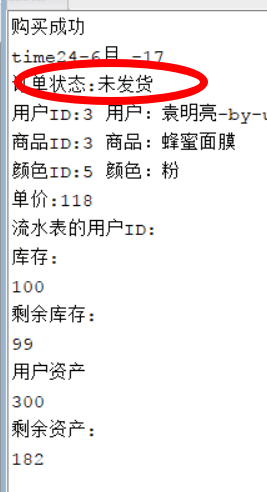 购买成功
time24-6月 -17
订单状态:未发货
用户ID:3 用户：袁明亮-by-u
商品ID:3 商品：蜂蜜面膜
颜色ID:5 颜色：粉
单价:118
流水表的用户ID：
库存：
100
剩余库存：
99
用户资产
300
剩余资产：
182